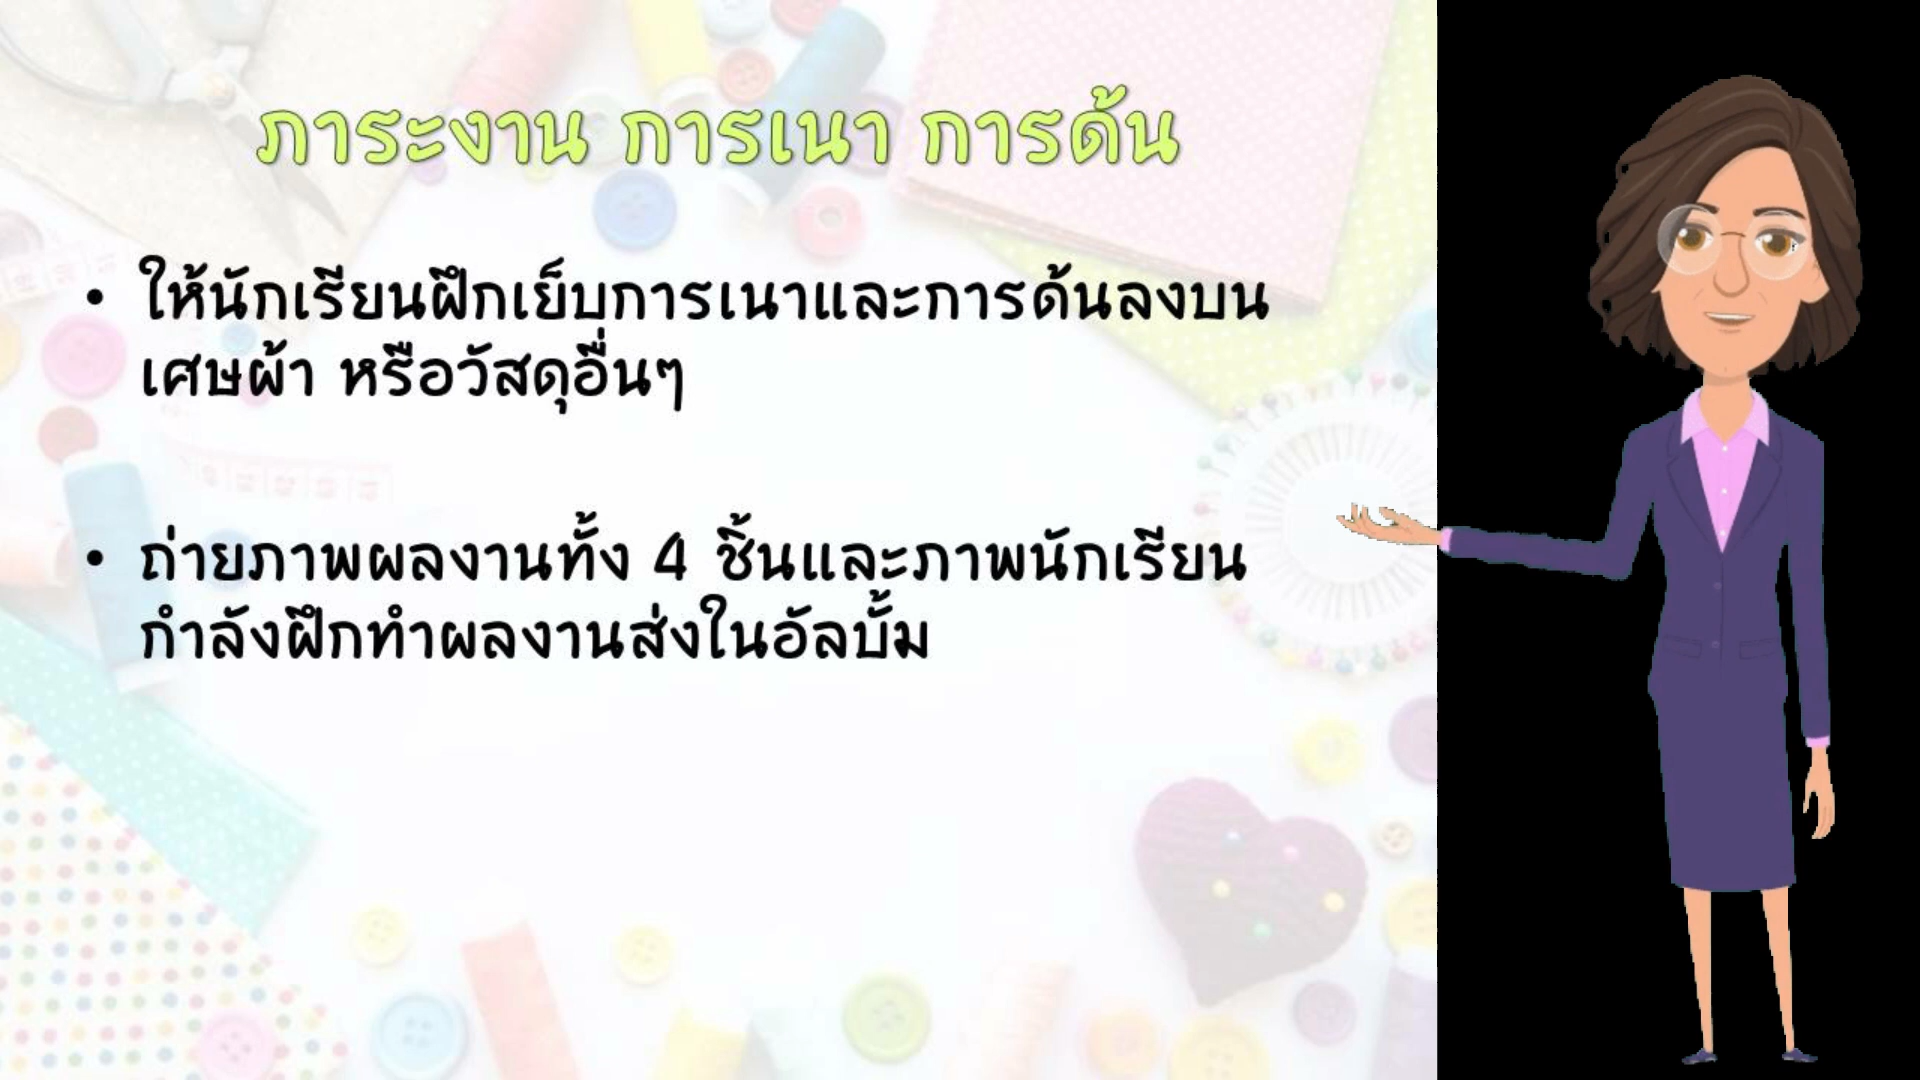 ภาระงาน การเนา การด้น
• ให้นักเรียนฝึกเย็บการเนาและการด้นลงบน
เศษผ้า หรือวัสดุอื่นๆ
• ถ่ายภาพผลงานทั้ง 4 ชิ้นและภาพนักเรียน
กำลังฝึกทำผลงานส่งในอัลบั้ม